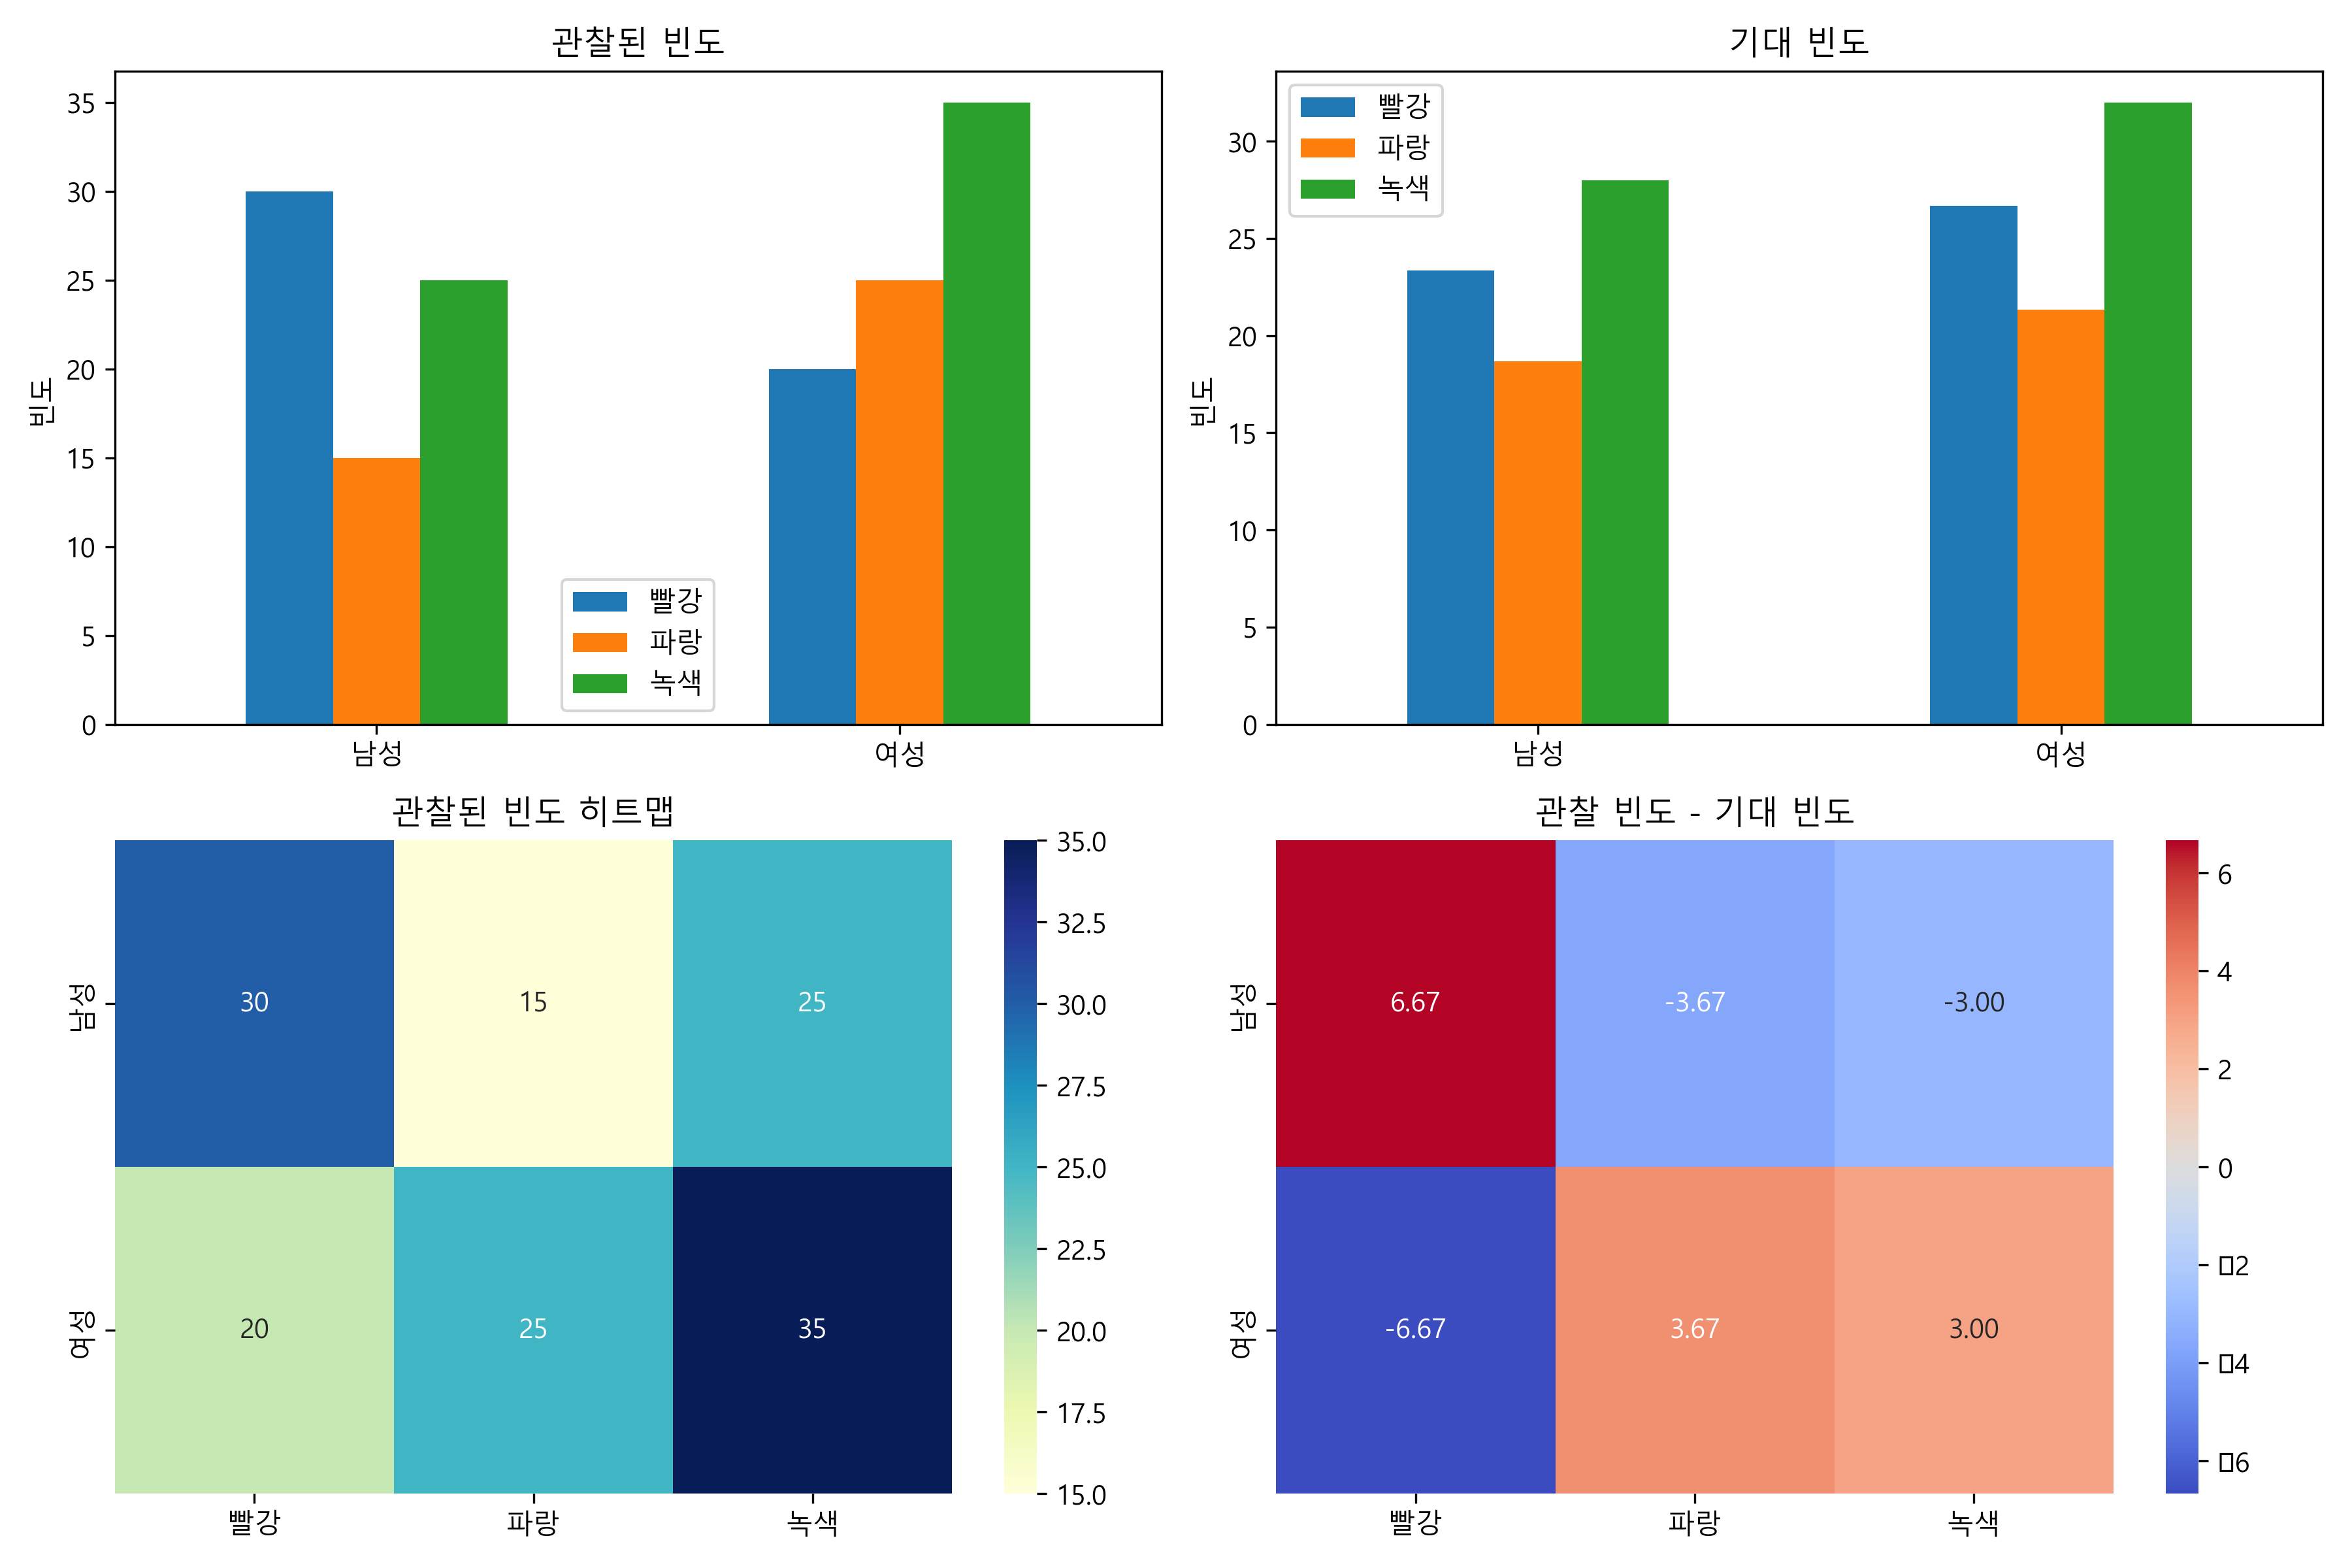 관찰된 빈도
35
30
25
20
15
10
5
0
빈도
빨강
파랑
녹색
남성
여성
기대 빈도
30
25
20
15
10
5
0
빈도
빨강
파랑
녹색
남성
여성
관찰된 빈도 히트맵
남성
여성
30
15
25
20
25
35
빨강
파랑
녹색
35.0
32.5
30.0
27.5
25.0
22.5
20.0
17.5
15.0
관찰 빈도 - 기대 빈도
남성
여성
6.67
-3.67
-3.00
-6.67
3.67
3.00
빨강
파랑
녹색
6
4
2
0
□2
□4
□6